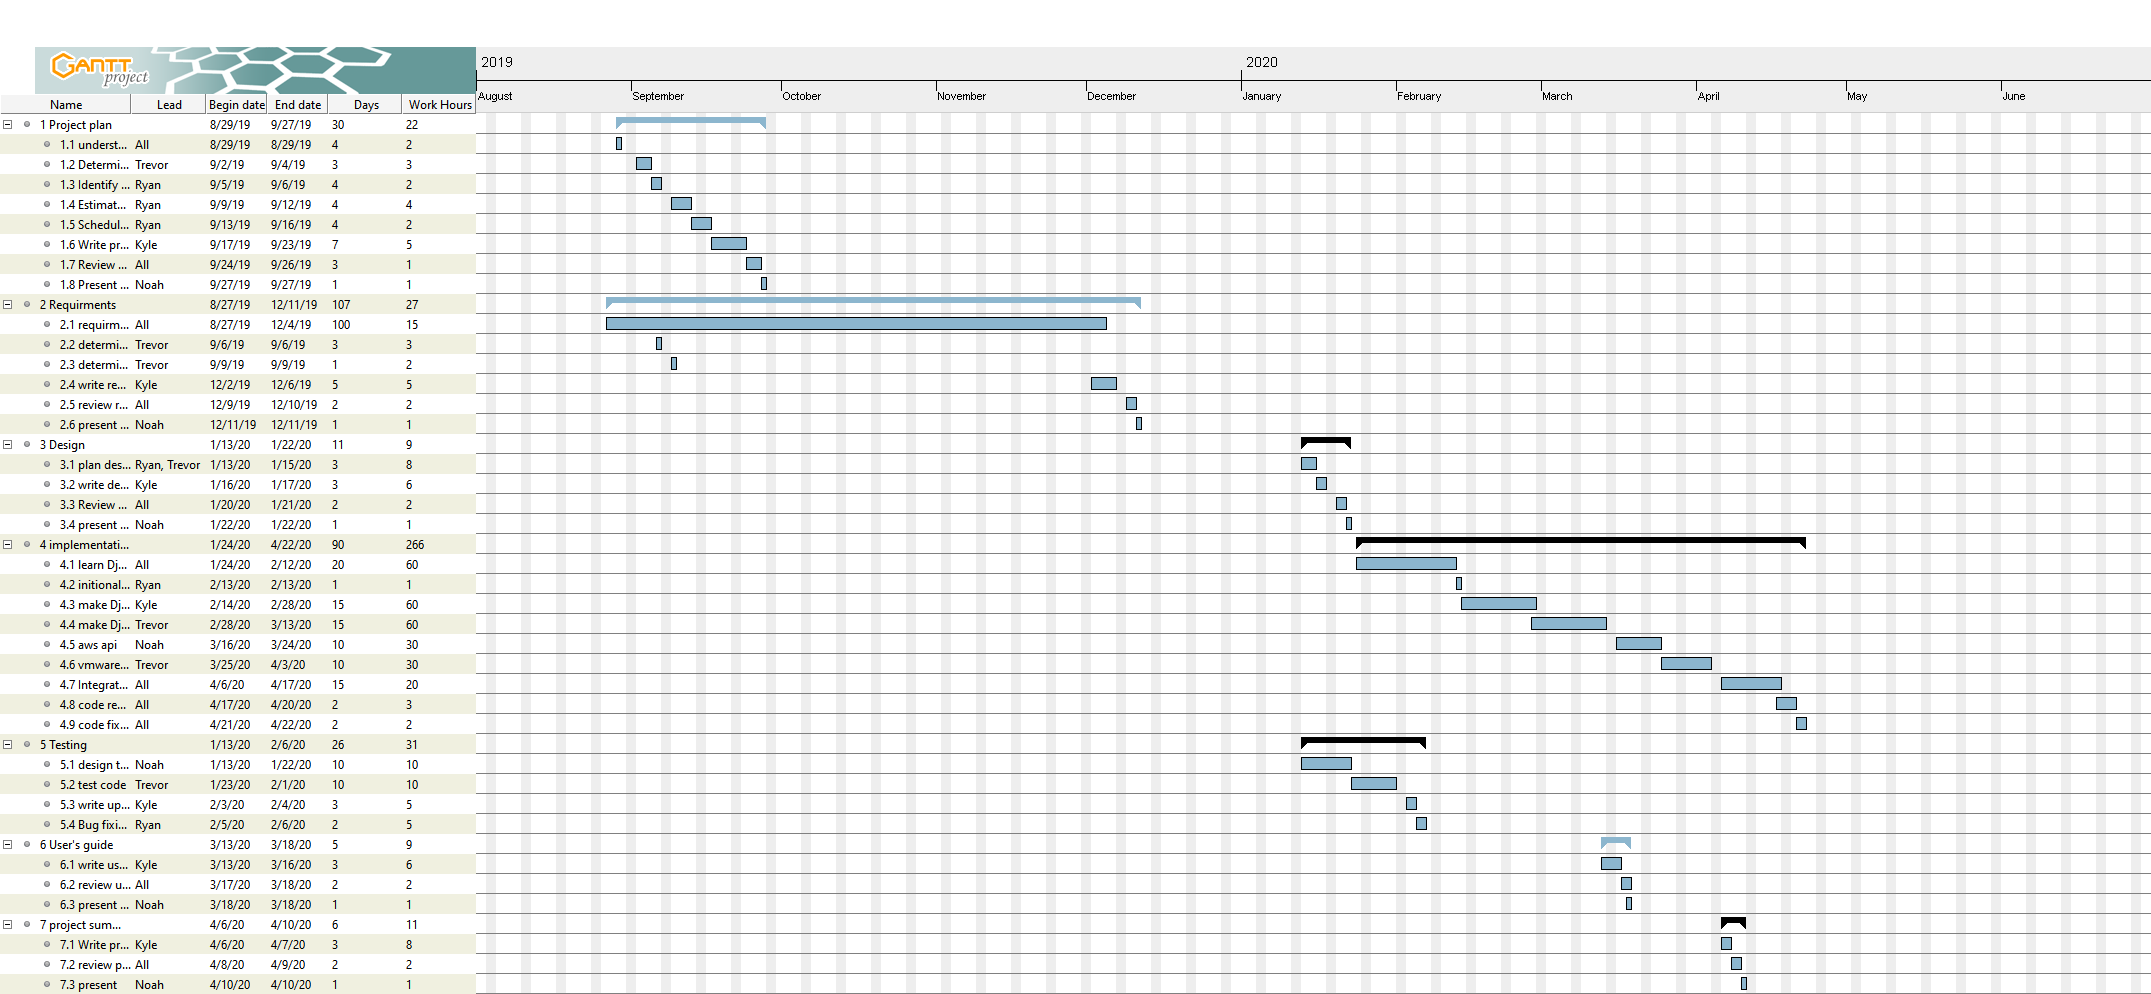 GANTT project
2019 2020
August September October November December January February March April May June
Name Lead Begin date End date Days Work Hours
1 Project plan 8/29/19 9/27/19 30 22
1.1 underst... All 8/29/19 8/29/19 4 2
1.2 Determi... Trevor 9/2/19 9/4/19 3 3
1.3 Identify ... Ryan 9/5/19 9/6/19 4 2
1.4 Estimat... Ryan 9/9/19 9/12/19 4 4
1.5 Schedul... Ryan 9/13/19 9/16/19 4 2
1.6 Write pr... Kyle 9/17/19 9/23/19 7 5
1.7 Review ... All 9/24/19 9/26/19 3 1
1.8 Present ... Noah 9/27/19 9/27/19 1 1
2 Requirments 8/27/19 12/11/19 107 27
2.1 requirm... All 8/27/19 12/4/19 100 15
2.2 determi... Trevor 9/6/19 9/6/19 3 3
2.3 determi... Trevor 9/9/19 9/9/19 1 2
2.4 write re... Kyle 12/2/19 12/6/19 5 5
2.5 review r... All 12/9/19 12/10/19 2 2
2.6 present ... Noah 12/11/19 12/11/19 1 1
3 Design 1/13/20 1/22/20 11 9
3.1 plan des... Ryan, Trevor 1/13/20 1/15/20 3 8
3.2 write de... Kyle 1/16/20 1/17/20 3 6
3.3 Review ... All 1/20/20 1/21/20 2 2
3.4 present ... Noah 1/22/20 1/22/20 1 1
4 implementati... 1/24/20 4/22/20 90 266
4.1 learn Dj... All 1/24/20 2/12/20 20 60
4.2 initional... Ryan 2/13/20 2/13/20 1 1
4.3 make Dj... Kyle 2/14/20 2/28/20 15 60
4.4 make Dj... Trevor 2/28/20 3/13/20 15 60
4.5 aws api Noah 3/16/20 3/24/20 10 30
4.6 vmware... Trevor 3/25/20 4/3/20 10 30
4.7 Integrat... All 4/6/20 4/17/20 15 20
4.8 code re... All 4/17/20 4/20/20 2 3
4.9 code fix... All 4/21/20 4/22/20 2 2
5 Testing 1/13/20 2/6/20 26 31
5.1 design t... Noah 1/13/20 1/22/20 10 10
5.2 test code Trevor 1/23/20 2/1/20 10 10
5.3 write up... Kyle 2/3/20 2/4/20 3 5
5.4 Bug fixi... Ryan 2/5/20 2/6/20 2 5
6 User's guide 3/13/20 3/18/20 5 9
6.1 write us... Kyle 3/13/20 3/16/20 3 6
6.2 review u... All 3/17/20 3/18/20 2 2
6.3 present ... Noah 3/18/20 3/18/20 1 1
7 project sum... 4/6/20 4/10/20 6 11
7.1 Write pr... Kyle 4/6/20 4/7/20 3 8
7.2 review p... All 4/8/20 4/9/20 2 2
7.3 present Noah 4/10/20 4/10/20 1 1